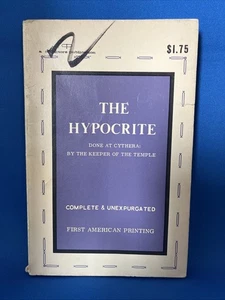 $1.75
THE
HYPOCRITE
DONE AT CYTHERA:
BY THE KEEPER OF THE TEMPLE
COMPLETE & UNEXPURGATED
FIRST AMERICAN PRINTING